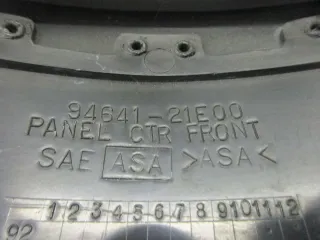 94641-21E00
PANEL CTR FRONT
SAE ASA >ASA<
1 2 3 4 5 6 7 8 9 10 11 12